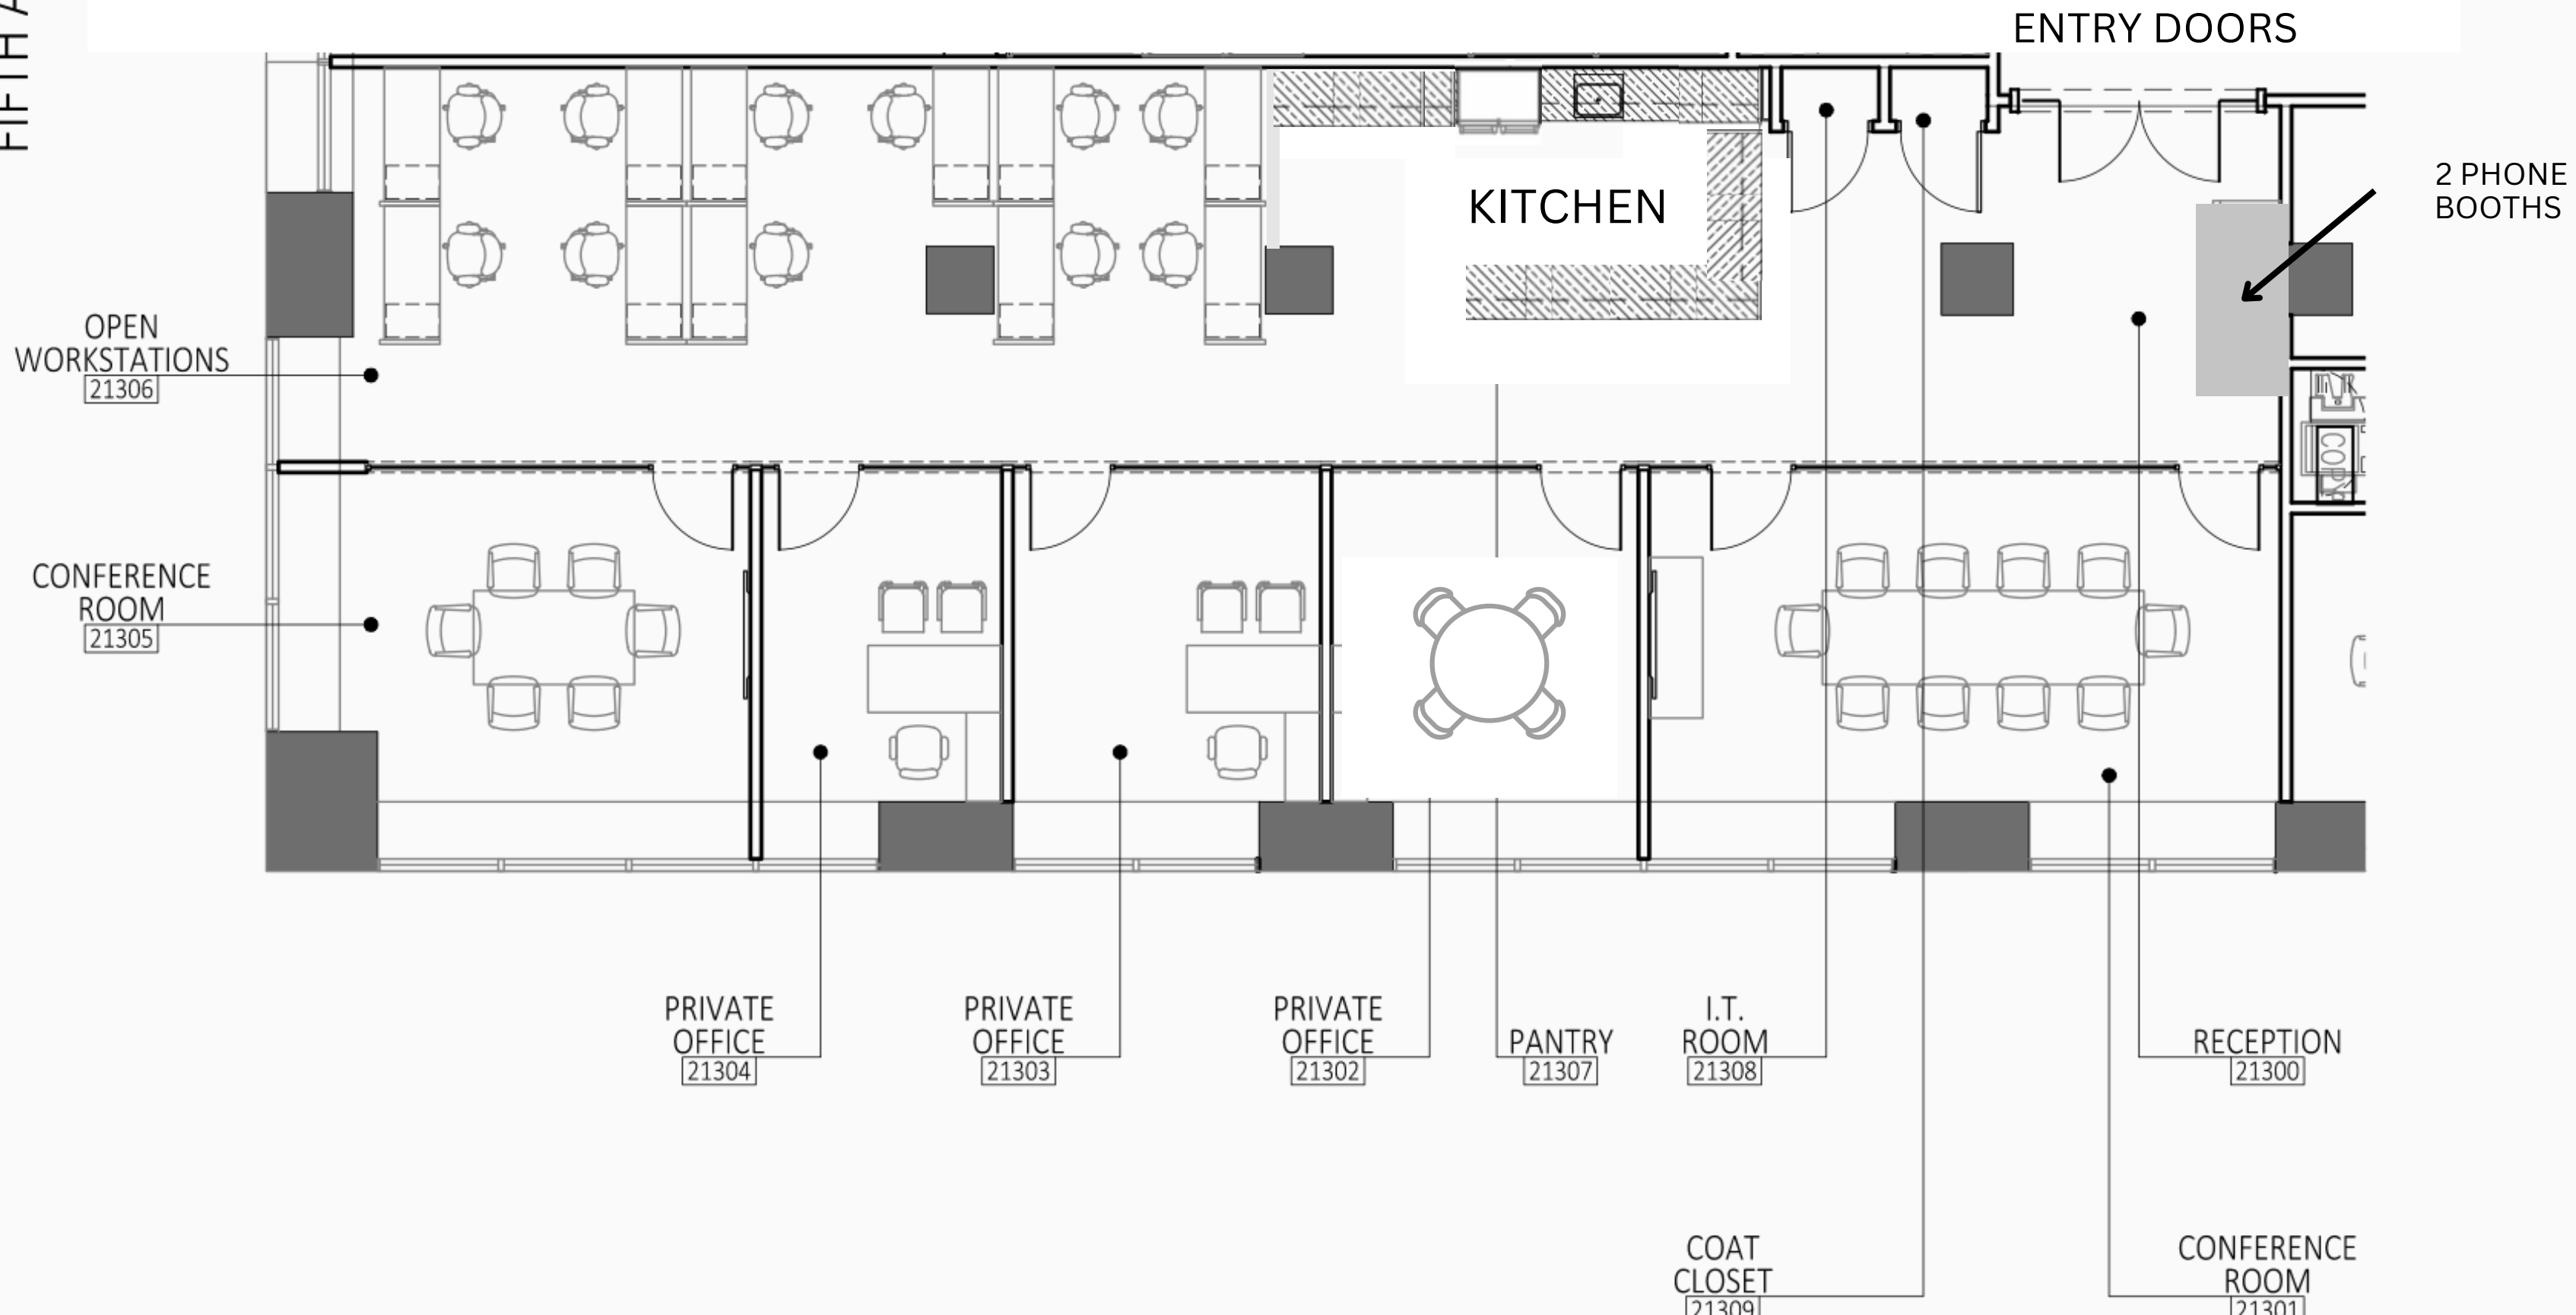 ENTRY DOORS
2 PHONE
BOOTHS
KITCHEN
OPEN
WORKSTATIONS
21306
CONFERENCE
ROOM
21305
PRIVATE
OFFICE
21304
PRIVATE
OFFICE
21303
PRIVATE
OFFICE
21302
PANTRY
21307
I.T.
ROOM
21308
RECEPTION
21300
COAT
CLOSET
21309
CONFERENCE
ROOM
21301